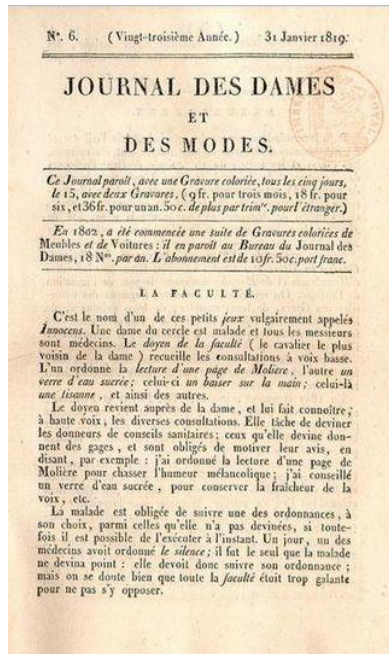 N°. 6. (Vingt-troisième Année.) 31 Janvier 1819.
JOURNAL DES DAMES
ET
DES MODES.
Ce Journal paroît, avec une Gravure coloriée, tous les cinq jours,
le 15, avec deux Gravures. (9 fr. pour trois mois, 18 fr. pour
six, et 36 fr. pour un an. 50 c. de plus par trimre. pour l'étranger.)
En 1802, a été commencée une suite de Gravures coloriées de
Meubles et de Voitures : il en paroît au Bureau du Journal des
Dames, 18 Nos. par an. L'abonnement est de 10 fr. 50 c. port franc.
LA FACULTÉ.
C'est le nom d'un de ces petits jeux vulgairement appelés
Innocens. Une dame du cercle est malade et tous les messieurs
sont médecins. Le doyen de la faculté (le cavalier le plus
voisin de la dame) recueille les consultations à voix basse.
L'un ordonne la lecture d'une page de Moliere, l'autre un
verre d'eau sucrée; celui-ci un baiser sur la main; celui-là
une tisanne, et ainsi des autres.
Le doyen revient auprès de la dame, et lui fait connoître,
à haute voix, les diverses consultations. Elle tâche de deviner
les donneurs de conseils sanitaires; ceux qu'elle devine don-
nent des gages, et sont obligés de motiver leur avis, en
disant, par exemple : j'ai ordonné la lecture d'une page de
Molière pour chasser l'humeur mélancolique; j'ai conseillé
un verre d'eau sucrée, pour conserver la fraîcheur de la
voix, etc.
La malade est obligée de suivre une des ordonnances, à
son choix, parmi celles qu'elle n'a pas devinées, si toute-
fois il est possible de l'exécuter à l'instant. Un jour, un des
médecins avoit ordonné le silence; il fut le seul que la malade
ne devina point : elle devoit donc suivre son ordonnance;
mais on se doute bien que toute la faculté étoit trop galante
pour ne pas s'y opposer.